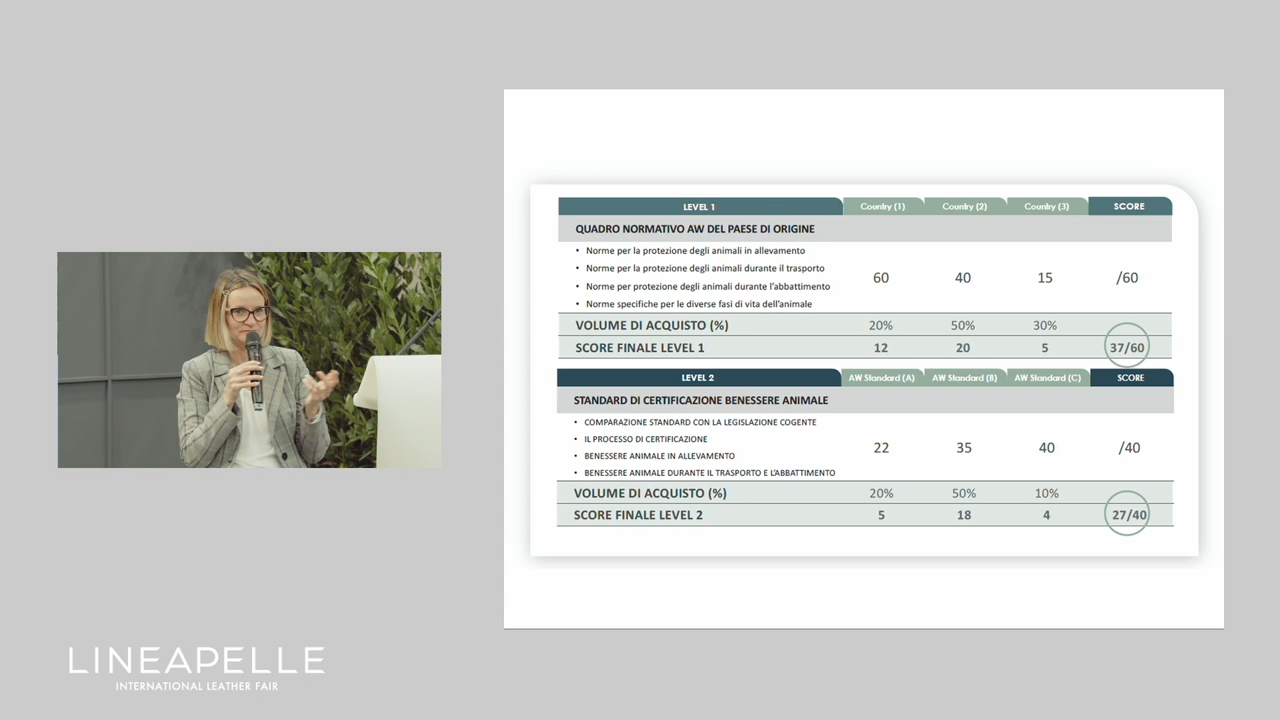 LEVEL 1 Country (1) Country (2) Country (3) SCORE
QUADRO NORMATIVO AW DEL PAESE DI ORIGINE
• Norme per la protezione degli animali in allevamento
• Norme per la protezione degli animali durante il trasporto
• Norme per protezione degli animali durante l'abbattimento
• Norme specifiche per le diverse fasi di vita dell'animale
60 40 15 /60
VOLUME DI ACQUISTO (%) 20% 50% 30%
SCORE FINALE LEVEL 1 12 20 5 37/60
LEVEL 2 AW Standard (A) AW Standard (B) AW Standard (C) SCORE
STANDARD DI CERTIFICAZIONE BENESSERE ANIMALE
• COMPARAZIONE STANDARD CON LA LEGISLAZIONE COGENTE
• IL PROCESSO DI CERTIFICAZIONE
• BENESSERE ANIMALE IN ALLEVAMENTO
• BENESSERE ANIMALE DURANTE IL TRASPORTO E L'ABBATTIMENTO
22 35 40 /40
VOLUME DI ACQUISTO (%) 20% 50% 10%
SCORE FINALE LEVEL 2 5 18 4 27/40
LINEAPELLE
INTERNATIONAL LEATHER FAIR